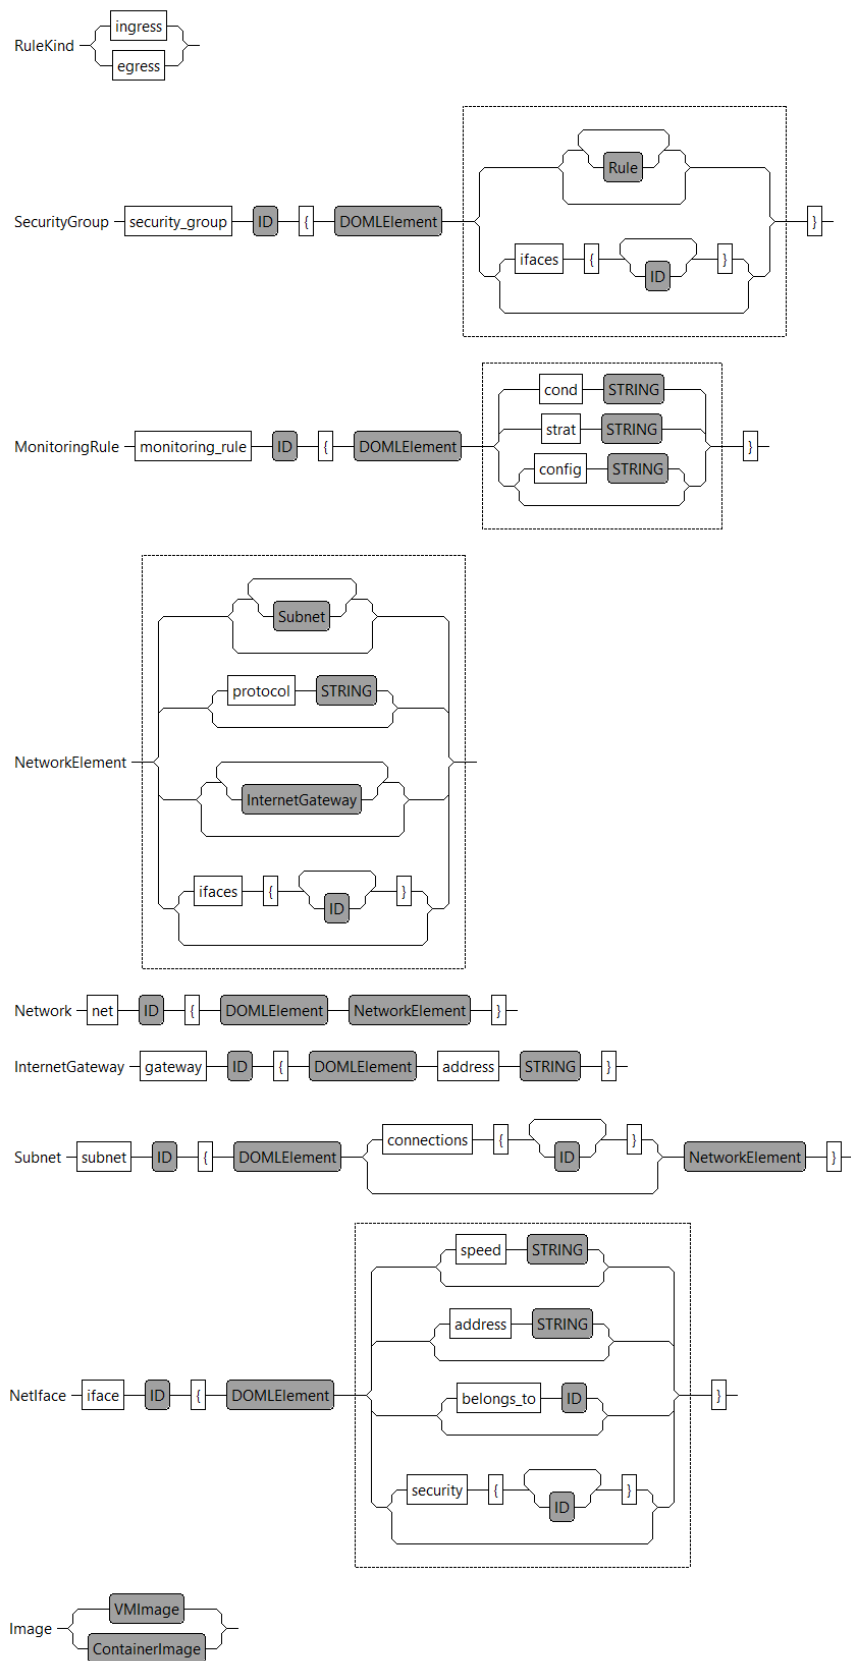 ingress
RuleKind
egress
Rule
SecurityGroup security_group ID { DOMLElement }
ifaces { }
ID
cond STRING
strat STRING
MonitoringRule monitoring_rule ID { DOMLElement }
config STRING
Subnet
protocol STRING
NetworkElement
InternetGateway
ifaces { }
ID
Network net ID { DOMLElement NetworkElement }
InternetGateway gateway ID { DOMLElement address STRING }
connections { }
Subnet subnet ID { DOMLElement ID NetworkElement }
speed STRING
address STRING
NetIface iface ID { DOMLElement }
belongs_to ID
security { }
ID
VMImage
Image
ContainerImage